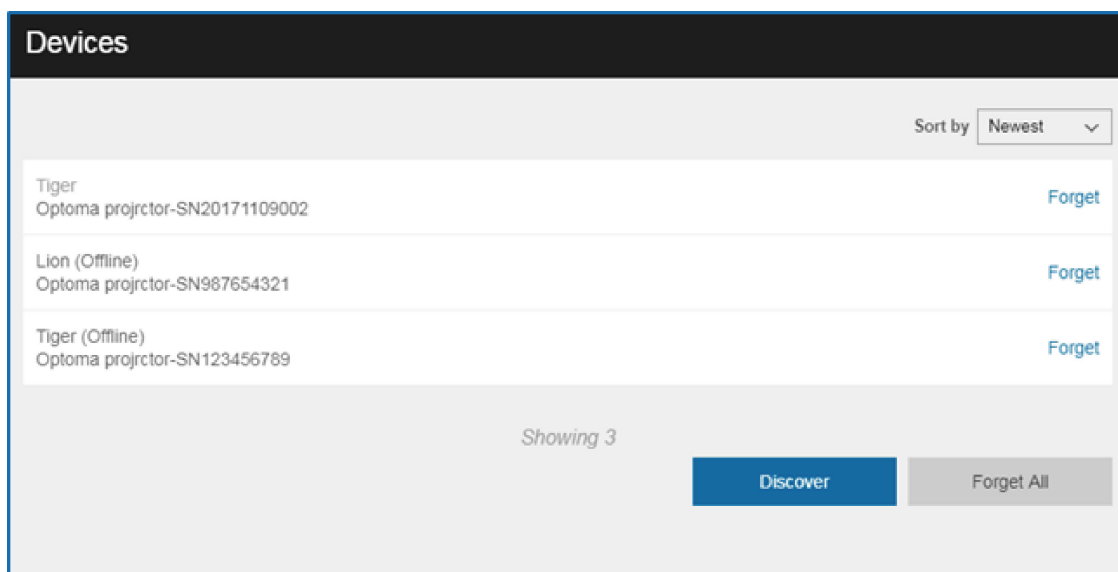 Devices
Sort by Newest
Tiger
Optoma projrctor-SN20171109002
Forget
Lion (Offline)
Optoma projrctor-SN987654321
Forget
Tiger (Offline)
Optoma projrctor-SN123456789
Forget
Showing 3
Discover
Forget All